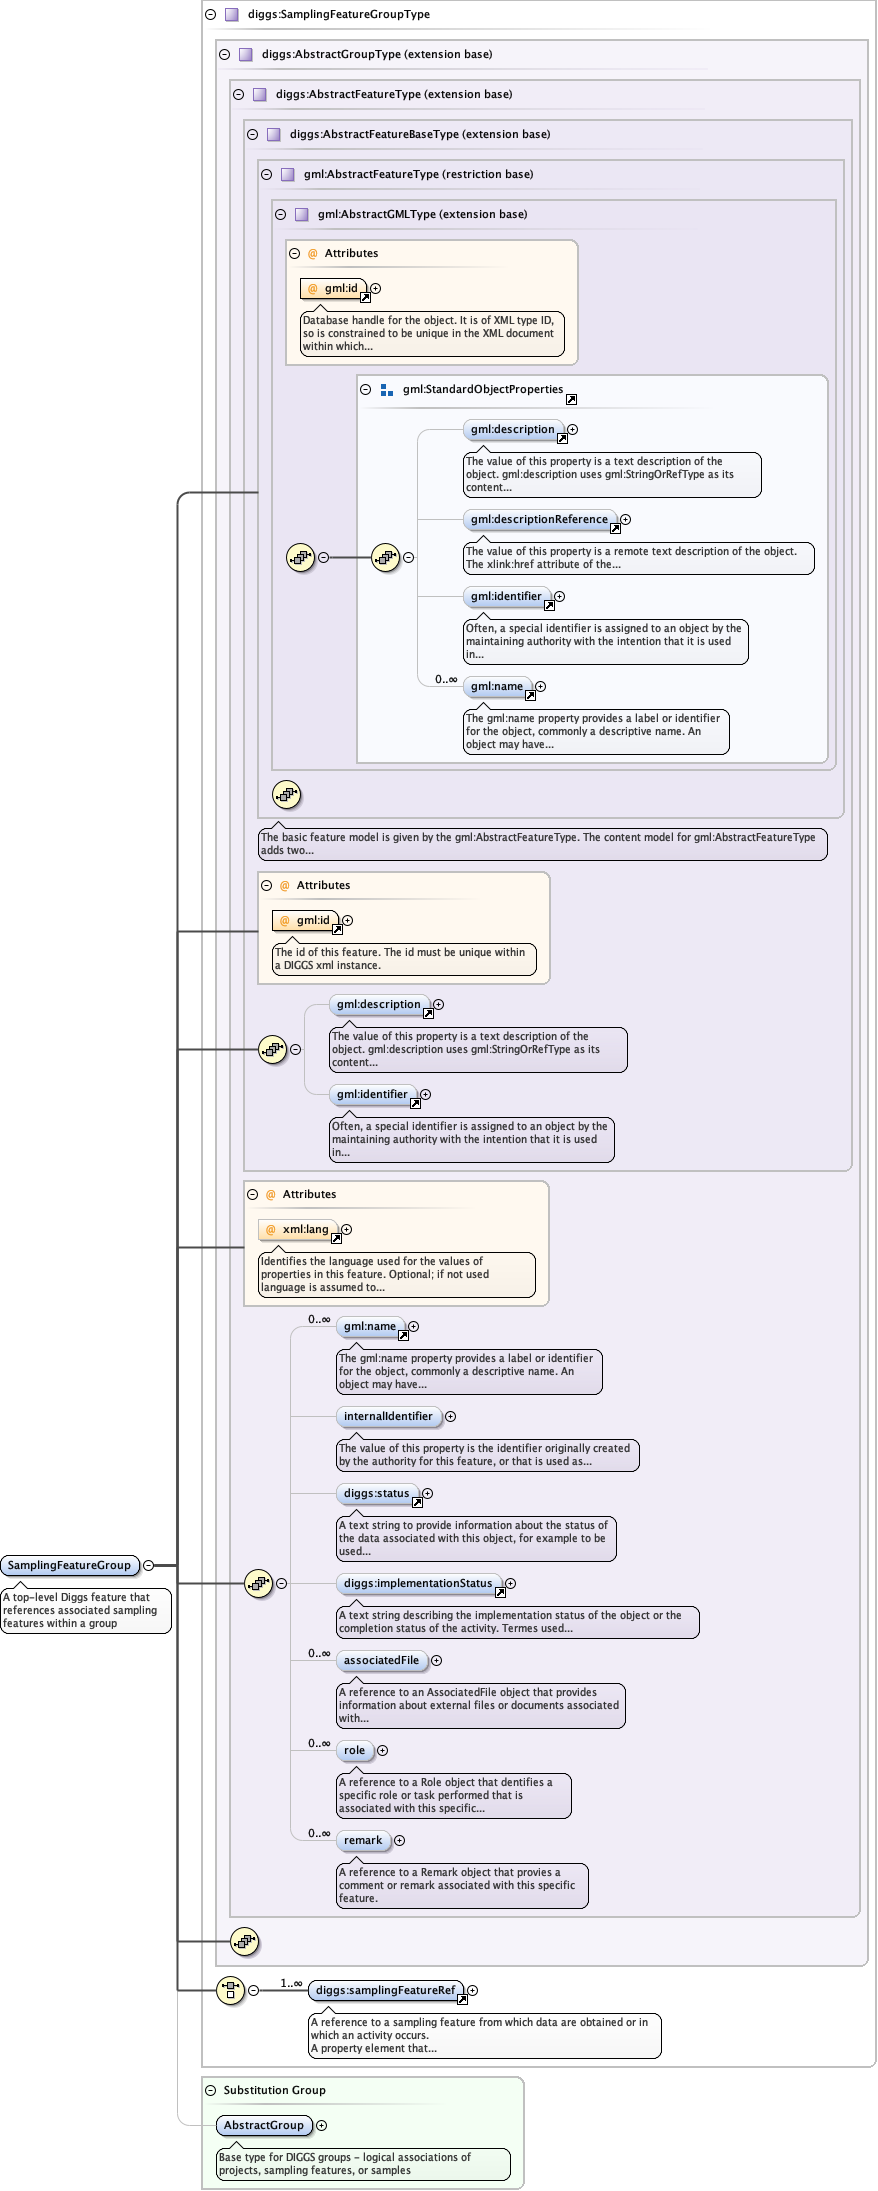 diggs:SamplingFeatureGroupType
diggs:AbstractGroupType (extension base)
diggs:AbstractFeatureType (extension base)
diggs:AbstractFeatureBaseType (extension base)
gml:AbstractFeatureType (restriction base)
gml:AbstractGMLType (extension base)
@ Attributes
@ gml:id
Database handle for the object. It is of XML type ID,
so is constrained to be unique in the XML document
within which...
gml:StandardObjectProperties
gml:description
The value of this property is a text description of the
object. gml:description uses gml:StringOrRefType as its
content...
gml:descriptionReference
The value of this property is a remote text description of the object.
The xlink:href attribute of the...
gml:identifier
Often, a special identifier is assigned to an object by the
maintaining authority with the intention that it is used
in...
0..∞
gml:name
The gml:name property provides a label or identifier
for the object, commonly a descriptive name. An
object may have...
The basic feature model is given by the gml:AbstractFeatureType. The content model for gml:AbstractFeatureType
adds two...
@ Attributes
@ gml:id
The id of this feature. The id must be unique within
a DIGGS xml instance.
gml:description
The value of this property is a text description of the
object. gml:description uses gml:StringOrRefType as its
content...
gml:identifier
Often, a special identifier is assigned to an object by the
maintaining authority with the intention that it is used
in...
@ Attributes
@ xml:lang
Identifies the language used for the values of
properties in this feature. Optional; if not used
language is assumed to...
0..∞
gml:name
The gml:name property provides a label or identifier
for the object, commonly a descriptive name. An
object may have...
internalIdentifier
The value of this property is the identifier originally created
by the authority for this feature, or that is used as...
diggs:status
A text string to provide information about the status of
the data associated with this object, for example to be
used...
SamplingFeatureGroup
A top-level Diggs feature that
references associated sampling
features within a group
diggs:implementationStatus
A text string describing the implementation status of the object or the
completion status of the activity. Termes used...
0..∞
associatedFile
A reference to an AssociatedFile object that provides
information about external files or documents associated
with...
0..∞
role
A reference to a Role object that dentifies a
specific role or task performed that is
associated with this specific...
0..∞
remark
A reference to a Remark object that provies a
comment or remark associated with this specific
feature.
1..∞
diggs:samplingFeatureRef
A reference to a sampling feature from which data are obtained or in
which an activity occurs.
A property element that...
Substitution Group
AbstractGroup
Base type for DIGGS groups - logical associations of
projects, sampling features, or samples